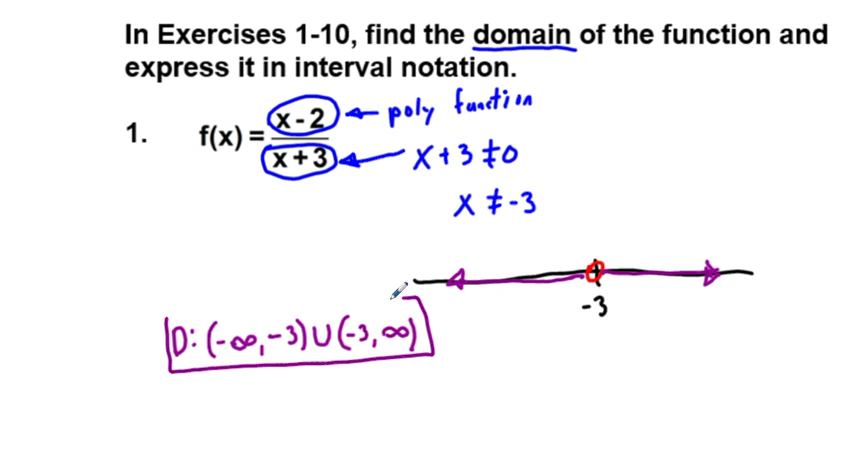 In Exercises 1-10, find the domain of the function and
express it in interval notation.
1. f(x) = x - 2 / x + 3
poly function
x + 3 ≠ 0
x ≠ -3
-3
D: (-∞, -3) U (-3, ∞)